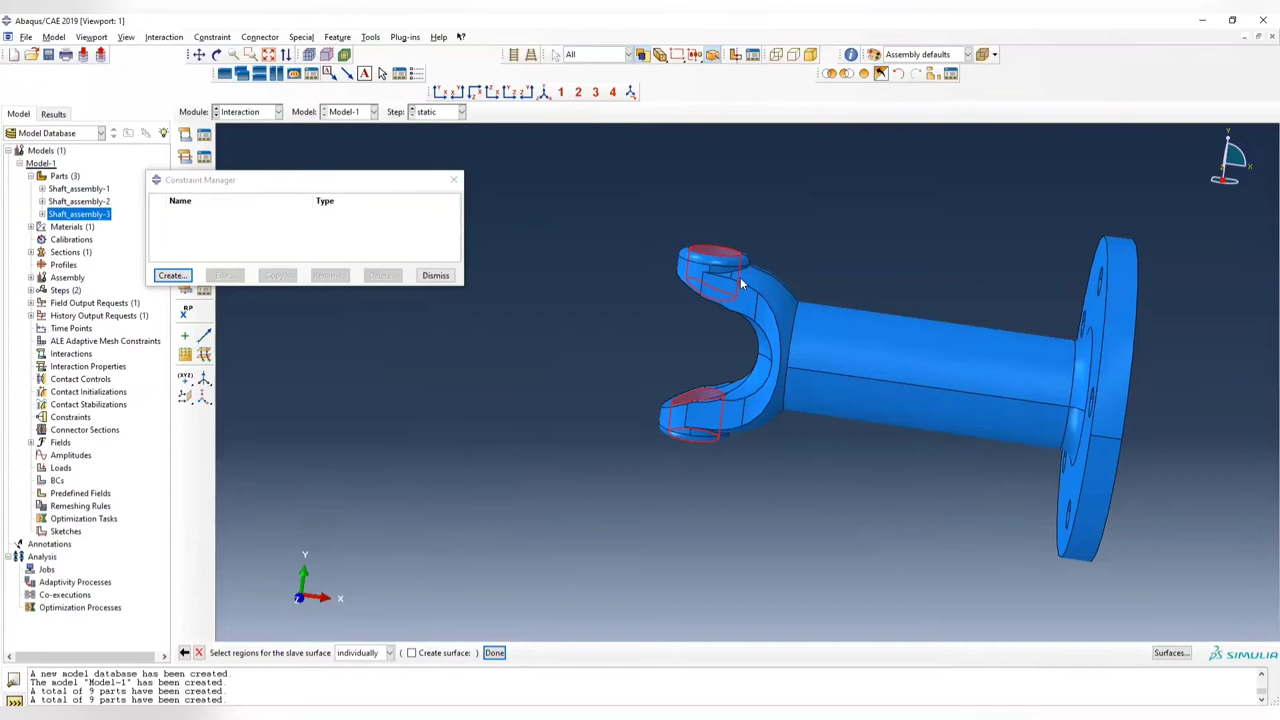 Abaqus/CAE 2019 [Viewport: 1]
File Model Viewport View Interaction Constraint Connector Special Feature Tools Plug-ins Help
All
Assembly defaults
1 2 3 4
Model Results
Module: Interaction Model: Model-1 Step: static
Model Database
Models (1)
Model-1
Parts (3)
Shaft_assembly-1
Shaft_assembly-2
Shaft_assembly-3
Materials (1)
Calibrations
Sections (1)
Profiles
Assembly
Steps (2)
Field Output Requests (1)
History Output Requests (1)
Time Points
ALE Adaptive Mesh Constraints
Interactions
Interaction Properties
Contact Controls
Contact Initializations
Contact Stabilizations
Constraints
Connector Sections
Fields
Amplitudes
Loads
BCs
Predefined Fields
Remeshing Rules
Optimization Tasks
Sketches
Annotations
Analysis
Jobs
Adaptivity Processes
Co-executions
Optimization Processes
Constraint Manager
Name Type
Create... Edit... Copy... Rename... Delete... Dismiss
RP
(XYZ)
Y
X
Z
Y
X
Z
Select regions for the slave surface individually ( Create surface: ) Done
Surfaces...
SIMULIA
A new model database has been created.
The model "Model-1" has been created.
A total of 9 parts have been created.
A total of 9 parts have been created.